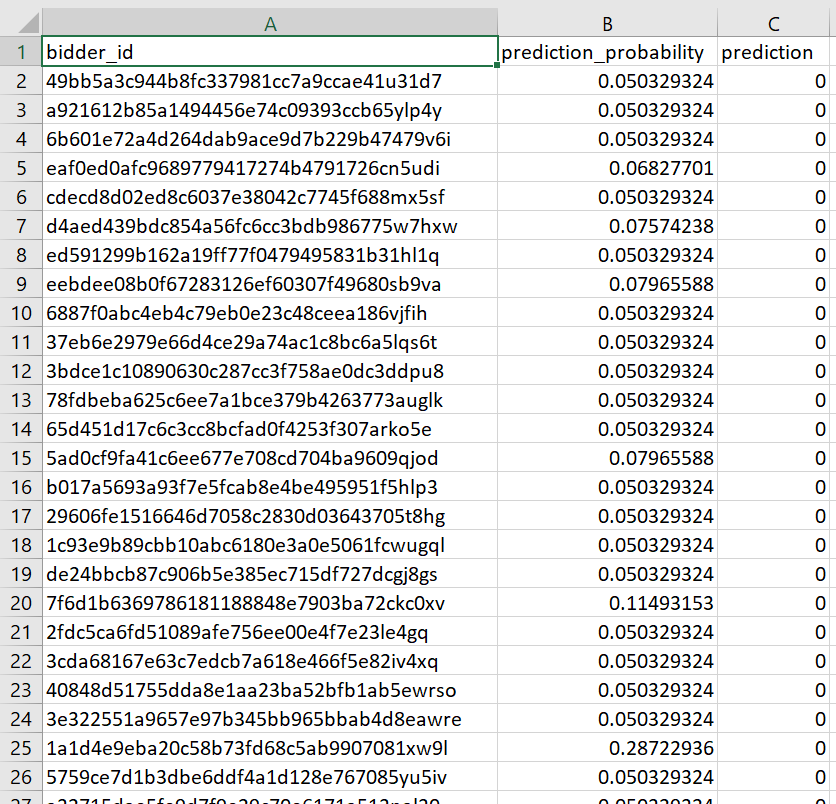 A B C
1 bidder_id prediction_probability prediction
2 49bb5a3c944b8fc337981cc7a9ccae41u31d7 0.050329324 0
3 a921612b85a1494456e74c09393ccb65ylp4y 0.050329324 0
4 6b601e72a4d264dab9ace9d7b229b47479v6i 0.050329324 0
5 eaf0ed0afc9689779417274b4791726cn5udi 0.06827701 0
6 cdecd8d02ed8c6037e38042c7745f688mx5sf 0.050329324 0
7 d4aed439bdc854a56fc6cc3bdb986775w7hxw 0.07574238 0
8 ed591299b162a19ff77f0479495831b31hl1q 0.050329324 0
9 eebdee08b0f67283126ef60307f49680sb9va 0.07965588 0
10 6887f0abc4eb4c79eb0e23c48ceea186vjfih 0.050329324 0
11 37eb6e2979e66d4ce29a74ac1c8bc6a5lqs6t 0.050329324 0
12 3bdce1c10890630c287cc3f758ae0dc3ddpu8 0.050329324 0
13 78fdbeba625c6ee7a1bce379b4263773auglk 0.050329324 0
14 65d451d17c6c3cc8bcfad0f4253f307arko5e 0.050329324 0
15 5ad0cf9fa41c6ee677e708cd704ba9609qjod 0.07965588 0
16 b017a5693a93f7e5fcab8e4be495951f5hlp3 0.050329324 0
17 29606fe1516646d7058c2830d03643705t8hg 0.050329324 0
18 1c93e9b89cbb10abc6180e3a0e5061fcwugql 0.050329324 0
19 de24bbcb87c906b5e385ec715df727dcgj8gs 0.050329324 0
20 7f6d1b6369786181188848e7903ba72ckc0xv 0.11493153 0
21 2fdc5ca6fd51089afe756ee00e4f7e23le4gq 0.050329324 0
22 3cda68167e63c7edcb7a618e466f5e82iv4xq 0.050329324 0
23 40848d51755dda8e1aa23ba52bfb1ab5ewrso 0.050329324 0
24 3e322551a9657e97b345bb965bbab4d8eawre 0.050329324 0
25 1a1d4e9eba20c58b73fd68c5ab9907081xw9l 0.28722936 0
26 5759ce7d1b3dbe6ddf4a1d128e767085yu5iv 0.050329324 0